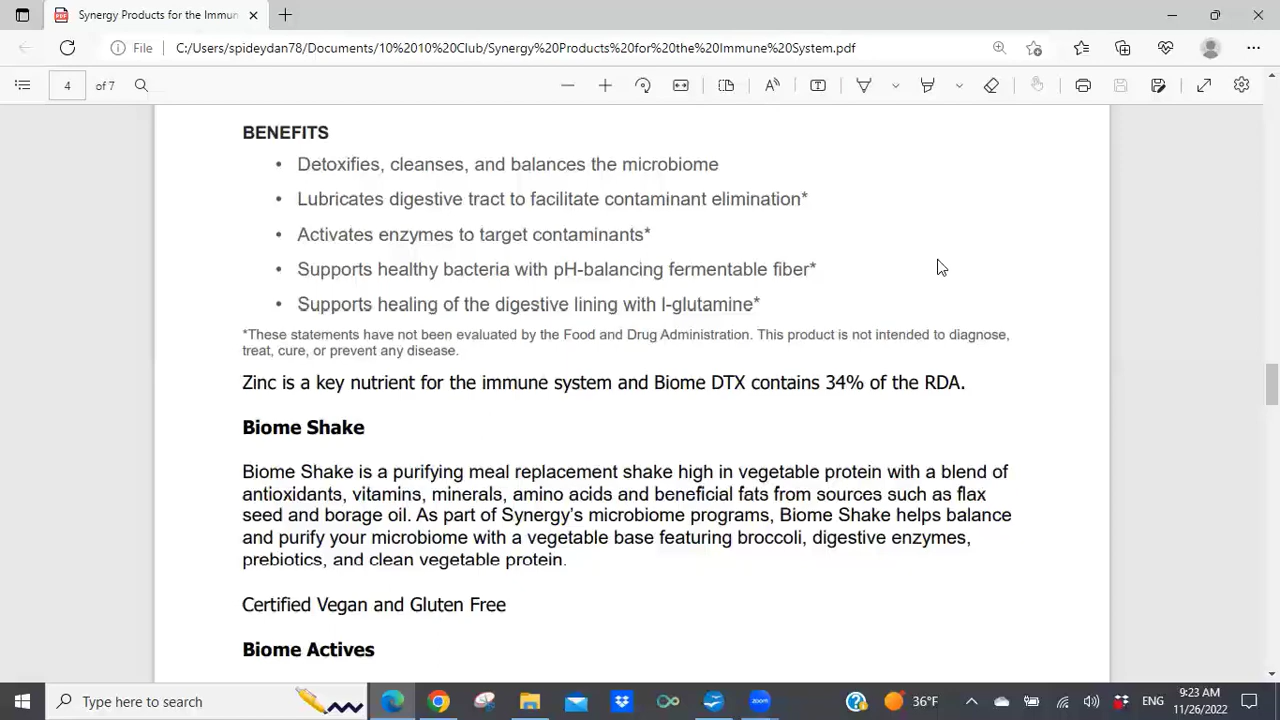 Synergy Products for the Immun
File
C:/Users/spideydan78/Documents/10%2010%20Club/Synergy%20Products%20for%20the%20Immune%20System.pdf
4 of 7
BENEFITS
• Detoxifies, cleanses, and balances the microbiome
• Lubricates digestive tract to facilitate contaminant elimination*
• Activates enzymes to target contaminants*
• Supports healthy bacteria with pH-balancing fermentable fiber*
• Supports healing of the digestive lining with l-glutamine*
*These statements have not been evaluated by the Food and Drug Administration. This product is not intended to diagnose,
treat, cure, or prevent any disease.
Zinc is a key nutrient for the immune system and Biome DTX contains 34% of the RDA.
Biome Shake
Biome Shake is a purifying meal replacement shake high in vegetable protein with a blend of
antioxidants, vitamins, minerals, amino acids and beneficial fats from sources such as flax
seed and borage oil. As part of Synergy’s microbiome programs, Biome Shake helps balance
and purify your microbiome with a vegetable base featuring broccoli, digestive enzymes,
prebiotics, and clean vegetable protein.
Certified Vegan and Gluten Free
Biome Actives
Type here to search
zoom
36°F
ENG
9:23 AM
11/26/2022